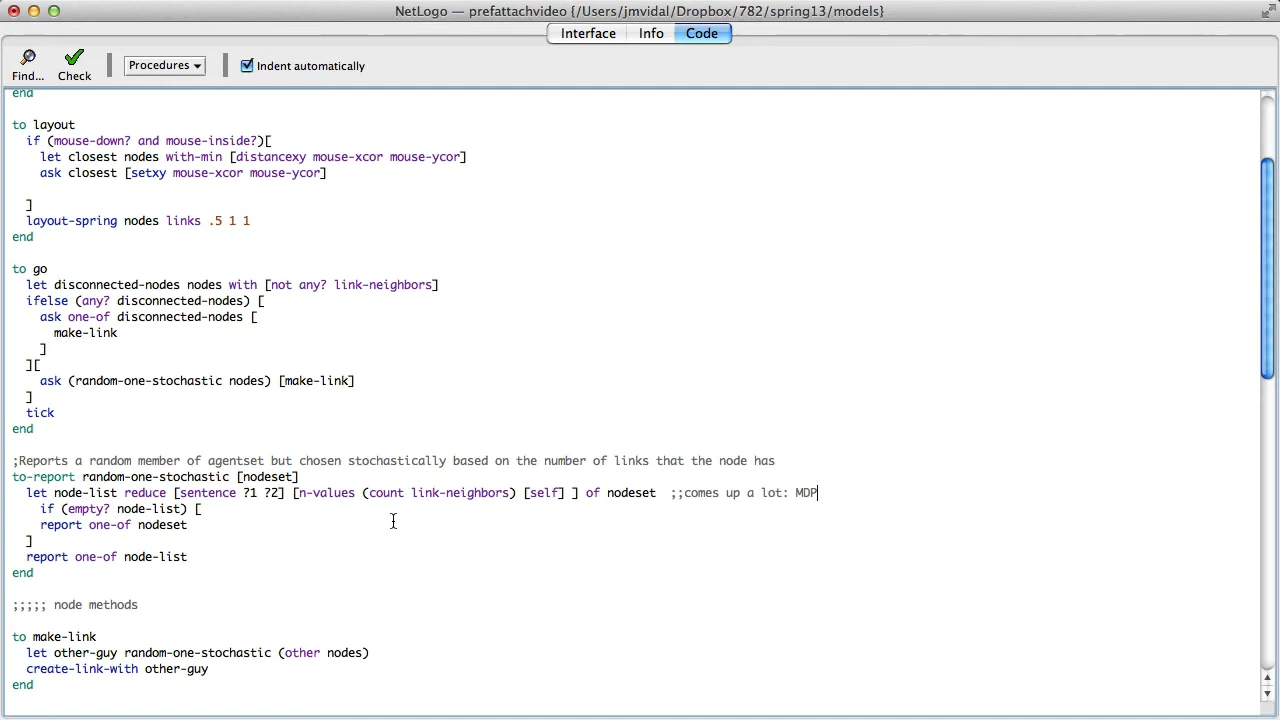 NetLogo — prefattachvideo {/Users/jmvidal/Dropbox/782/spring13/models}
Interface Info Code
Find... Check Procedures Indent automatically
end
to layout
if (mouse-down? and mouse-inside?)[
let closest nodes with-min [distancexy mouse-xcor mouse-ycor]
ask closest [setxy mouse-xcor mouse-ycor]
]
layout-spring nodes links .5 1 1
end
to go
let disconnected-nodes nodes with [not any? link-neighbors]
ifelse (any? disconnected-nodes) [
ask one-of disconnected-nodes [
make-link
]
][
ask (random-one-stochastic nodes) [make-link]
]
tick
end
;Reports a random member of agentset but chosen stochastically based on the number of links that the node has
to-report random-one-stochastic [nodeset]
let node-list reduce [sentence ?1 ?2] [n-values (count link-neighbors) [self] ] of nodeset ;;comes up a lot: MDP
if (empty? node-list) [
report one-of nodeset
]
report one-of node-list
end
;;;;; node methods
to make-link
let other-guy random-one-stochastic (other nodes)
create-link-with other-guy
end